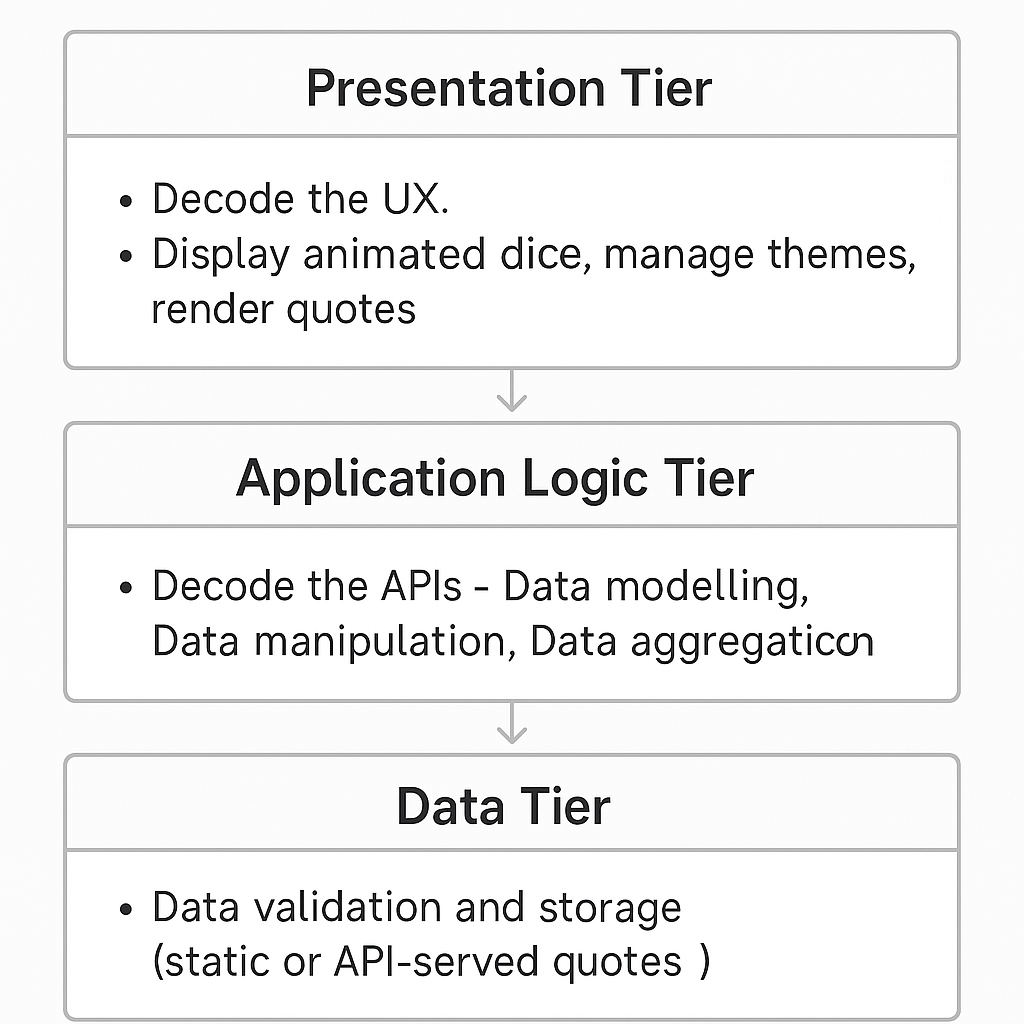 Presentation Tier
• Decode the UX.
• Display animated dice, manage themes,
render quotes
Application Logic Tier
• Decode the APIs - Data modelling,
Data manipulation, Data
Data Tier
• Data validation and storage
(static or API-served quotes )